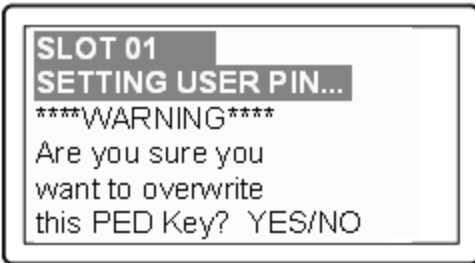 SLOT 01
SETTING USER PIN...
****WARNING****
Are you sure you
want to overwrite
this PED Key?  YES/NO